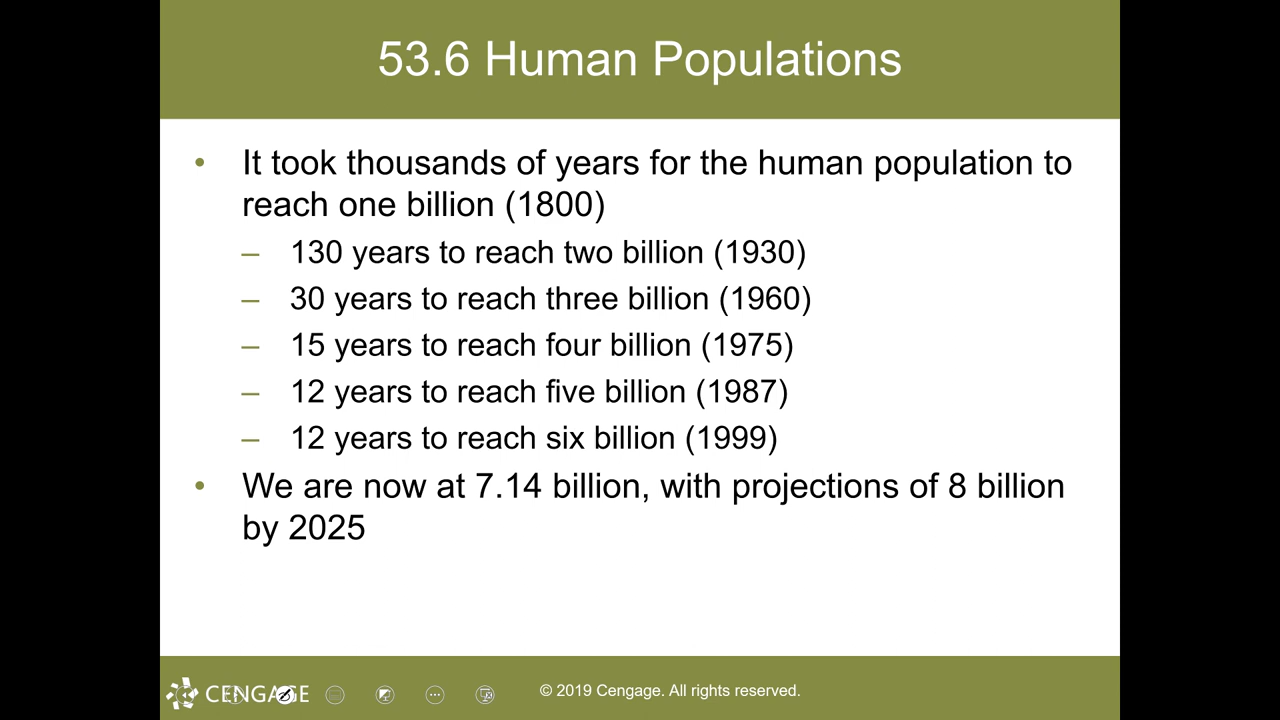 53.6 Human Populations
• It took thousands of years for the human population to
reach one billion (1800)
– 130 years to reach two billion (1930)
– 30 years to reach three billion (1960)
– 15 years to reach four billion (1975)
– 12 years to reach five billion (1987)
– 12 years to reach six billion (1999)
• We are now at 7.14 billion, with projections of 8 billion
by 2025
CENGAGE
© 2019 Cengage. All rights reserved.